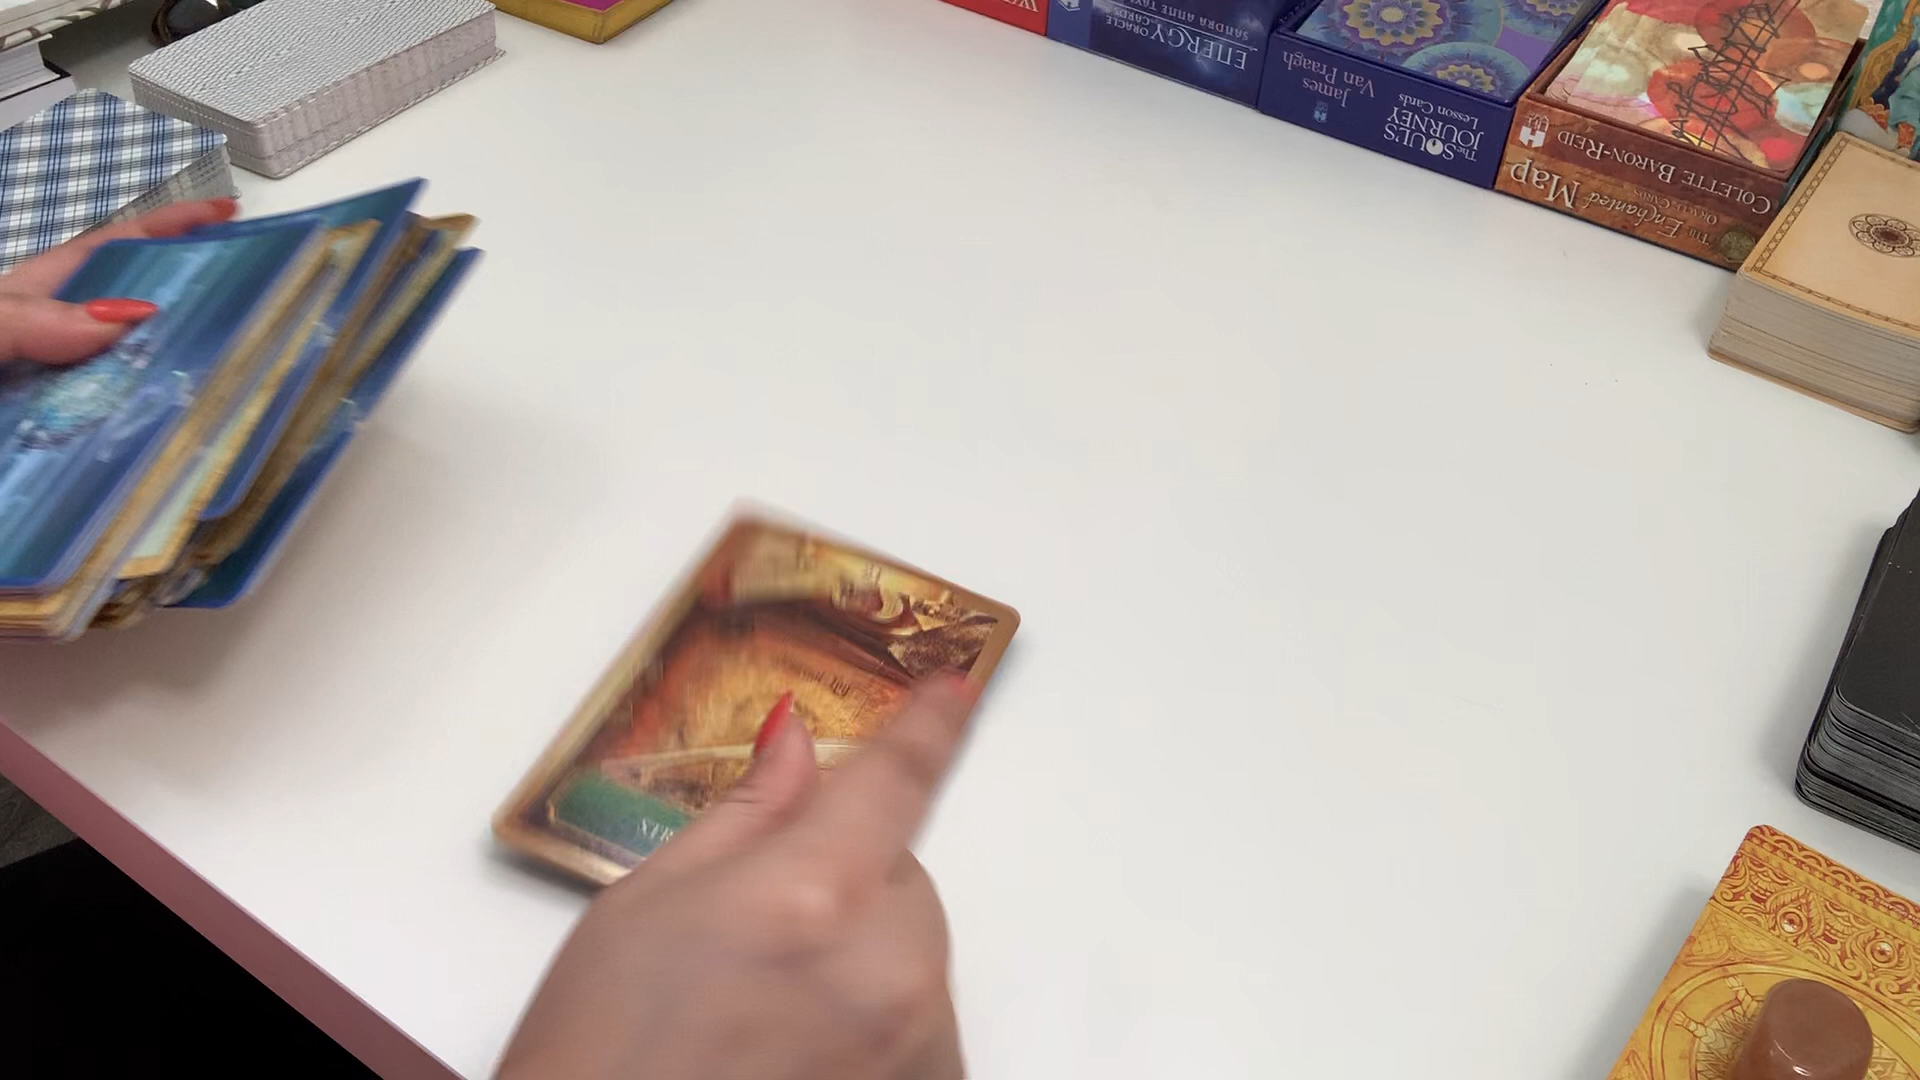 ENERGY
ORACLE
CARDS
SANDRA ANNE
James
Van Praagh
The
SOUL'S
JOURNEY
Lesson Cards
COLETTE BARON-REID
THE Enchanted
Map
ORACLE CARDS
STR